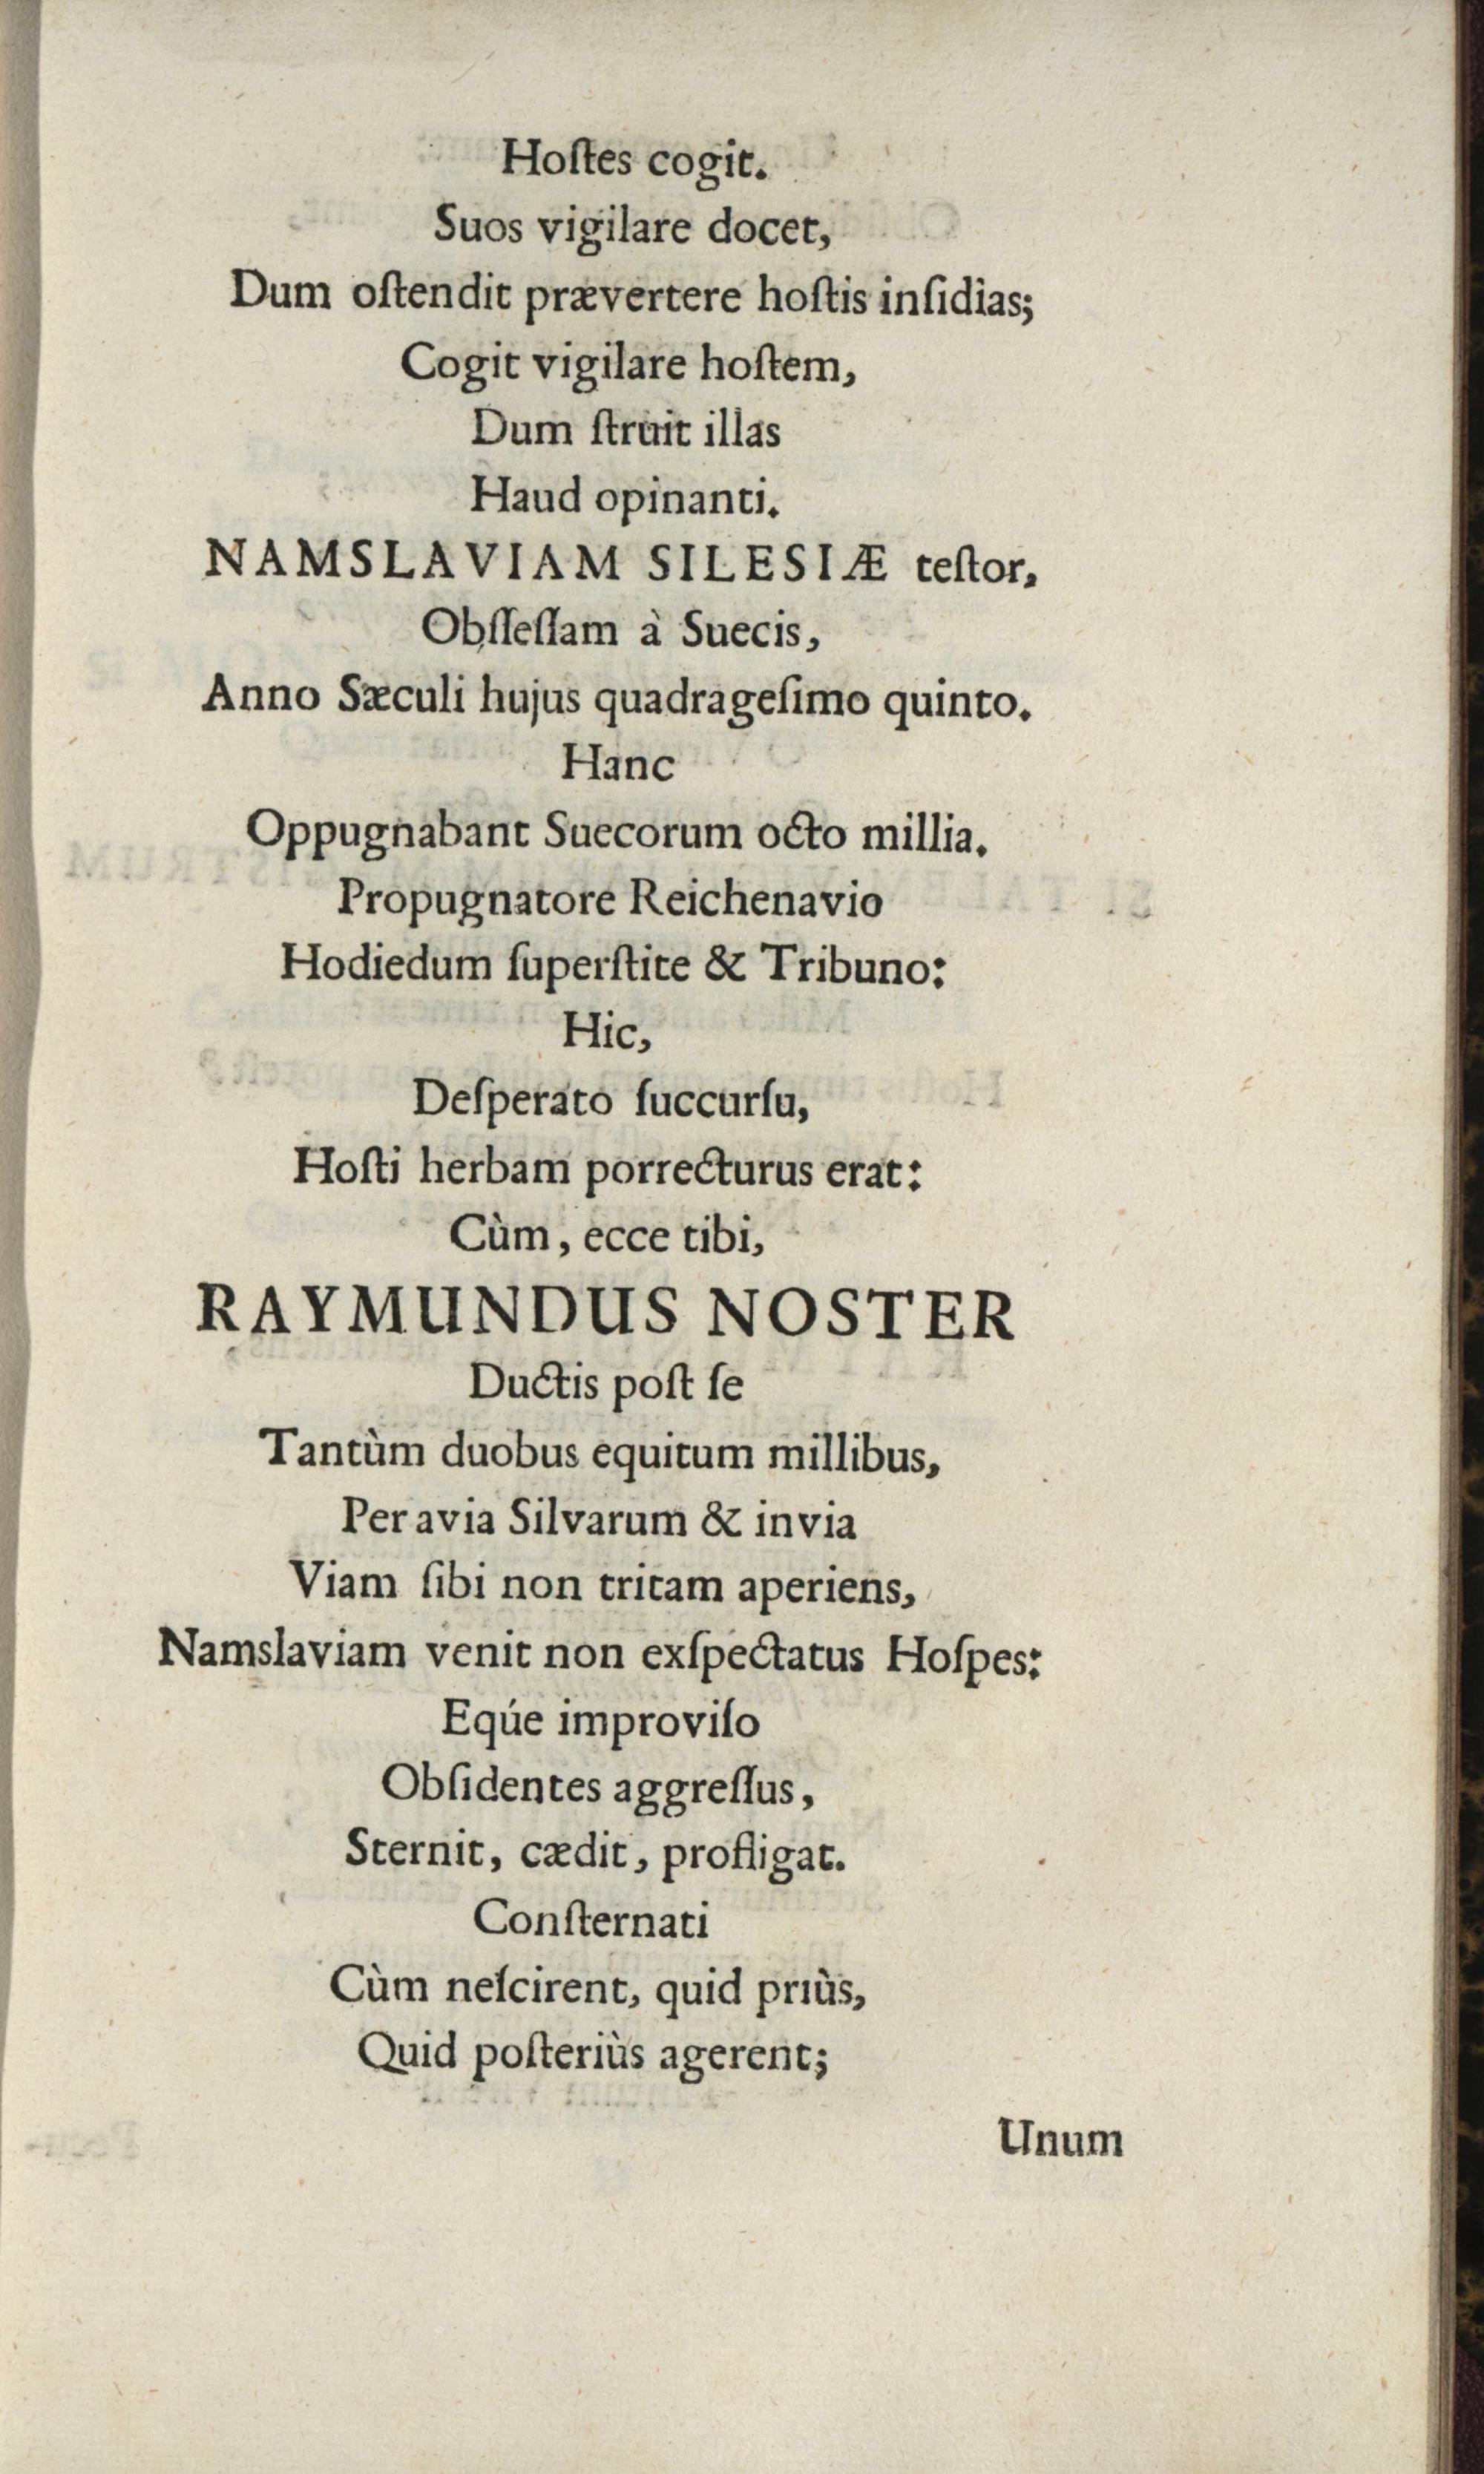 Hoſtes cogit.
Suos vigilare docet,
Dum oſtendit prævertere hoſtis inſidias;
Cogit vigilare hoſtem,
Dum ſtruit illas
Haud opinanti.
NAMSLAVIAM SILESIÆ teſtor,
Obſſeſſam à Suecis,
Anno Sæculi hujus quadrageſimo quinto.
Hanc
Oppugnabant Suecorum octo millia.
Propugnatore Reichenavio
Hodiedum ſuperſtite & Tribuno:
Hic,
Deſperato ſuccurſu,
Hoſti herbam porrecturus erat:
Cùm, ecce tibi,
RAYMUNDUS NOSTER
Ductis poſt ſe
Tantùm duobus equitum millibus,
Per avia Silvarum & invia
Viam ſibi non tritam aperiens,
Namslaviam venit non exſpectatus Hoſpes:
Eqúe improviſo
Obſidentes aggreſſus,
Sternit, cædit, profligat.
Conſternati
Cùm neſcirent, quid priùs,
Quid poſteriùs agerent;
Unum